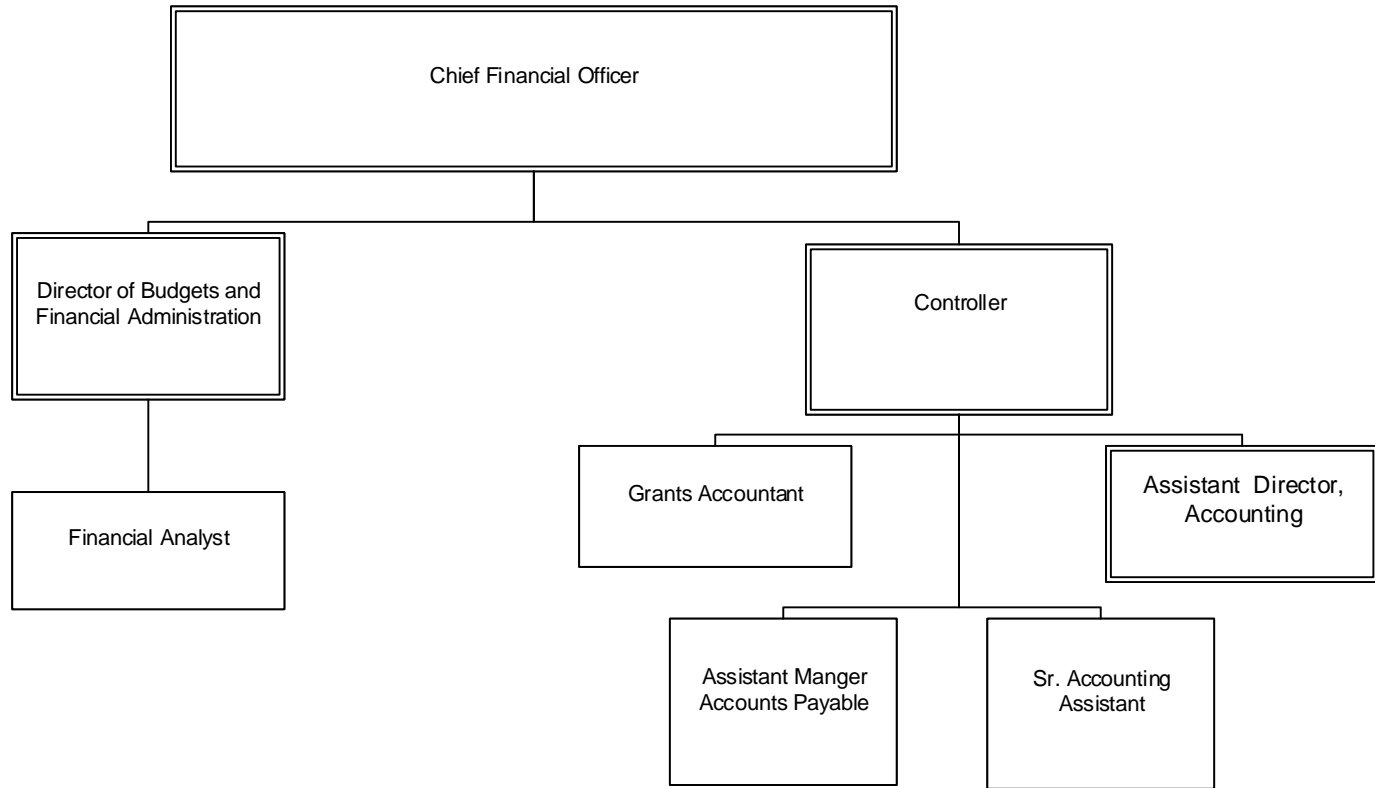 Chief Financial Officer
Director of Budgets and
Financial Administration
Controller
Grants Accountant
Assistant Director,
Accounting
Financial Analyst
Assistant Manger
Accounts Payable
Sr. Accounting
Assistant